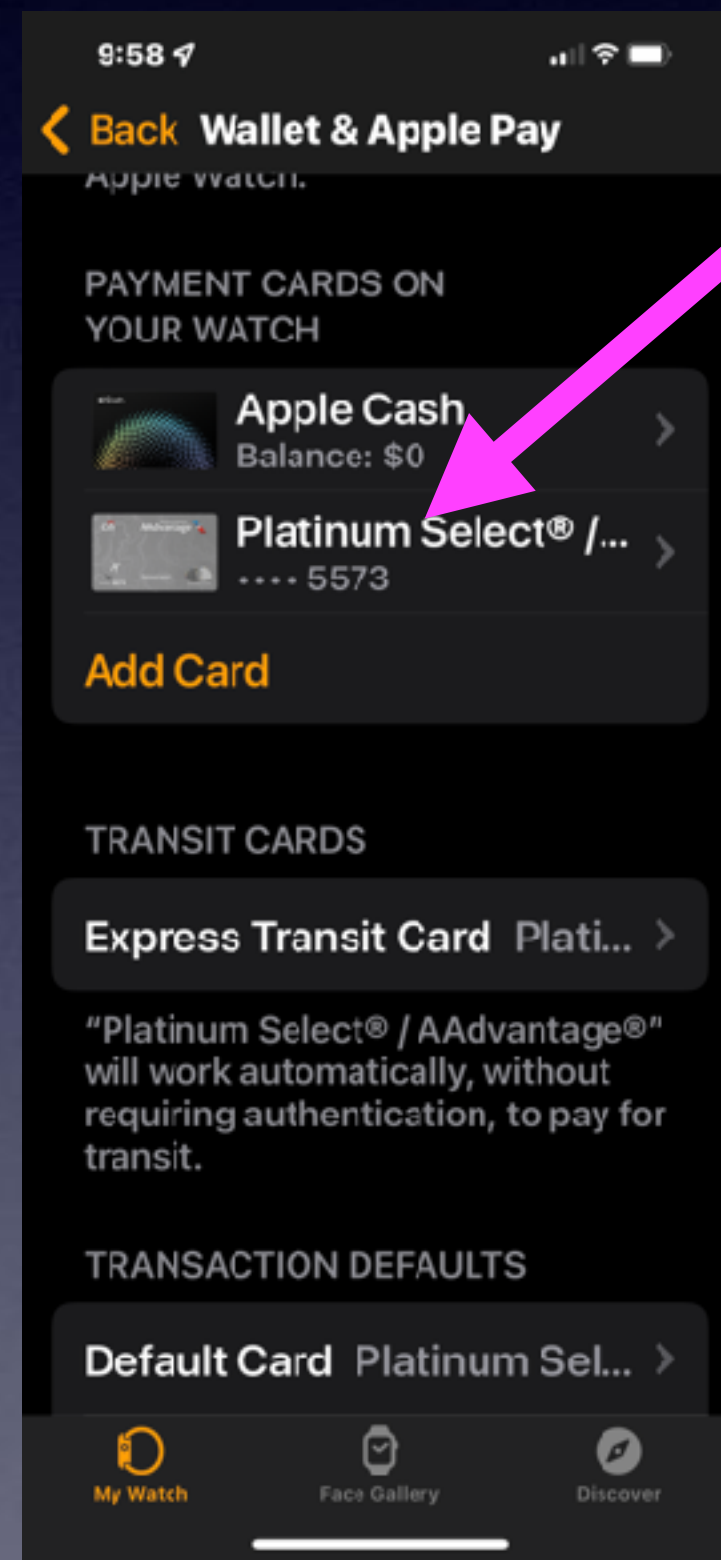 9:58
Back Wallet & Apple Pay
Apple Watch.
PAYMENT CARDS ON
YOUR WATCH
Apple Cash
Balance: $0
Platinum Select® /...
···· 5573
Add Card
TRANSIT CARDS
Express Transit Card Plati...
“Platinum Select® / AAdvantage®”
will work automatically, without
requiring authentication, to pay for
transit.
TRANSACTION DEFAULTS
Default Card Platinum Sel...
My Watch Face Gallery Discover